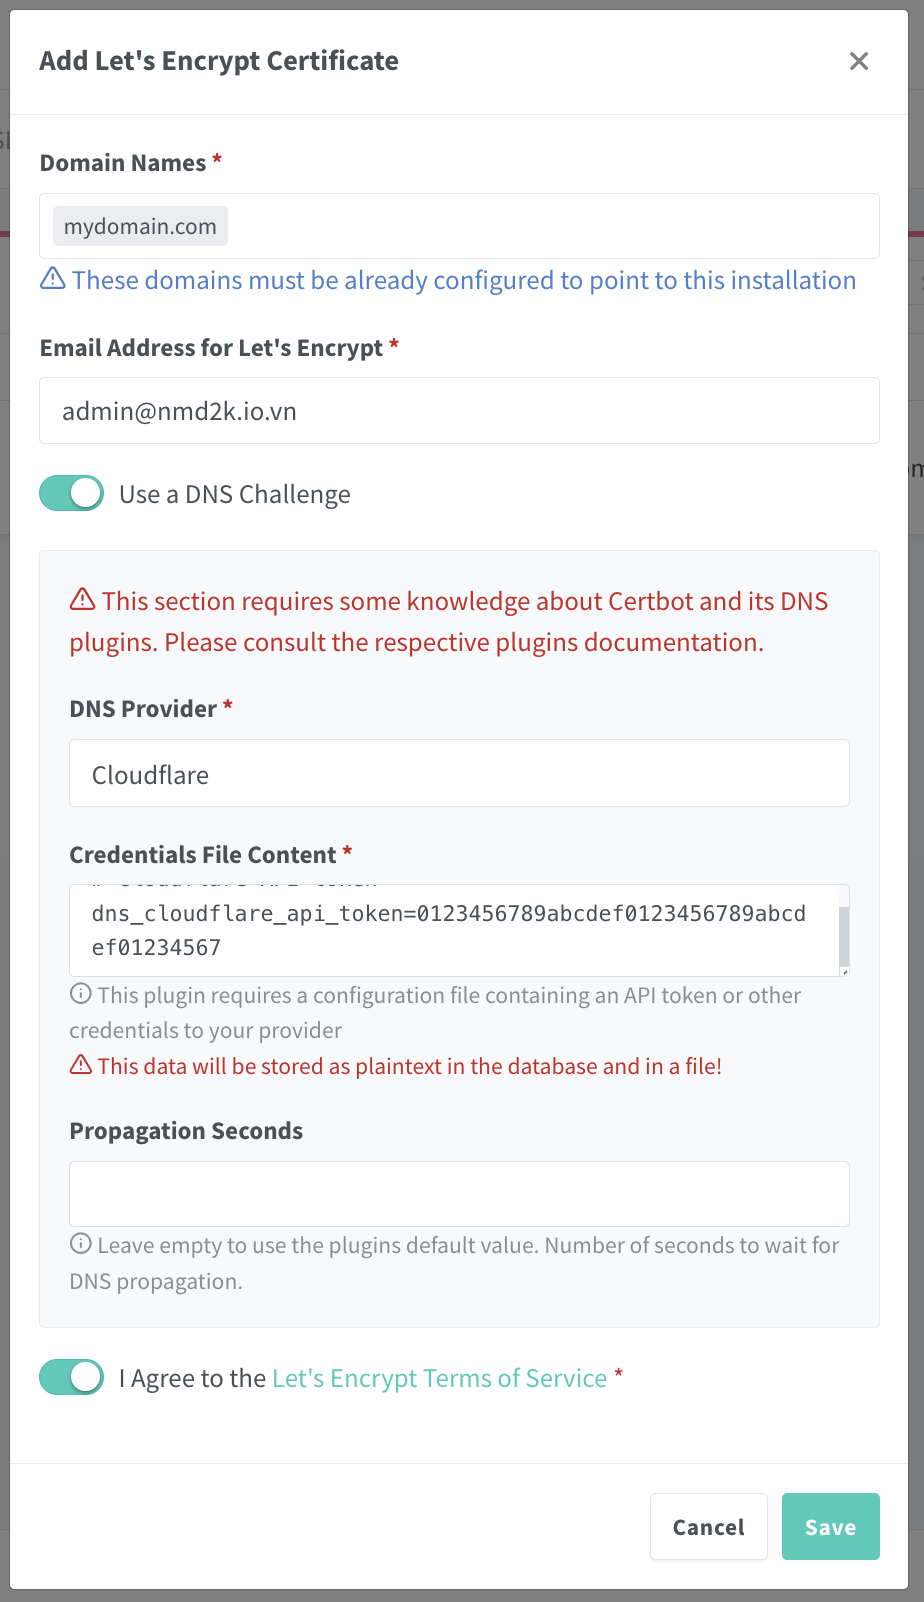 Add Let's Encrypt Certificate
Domain Names *
mydomain.com
These domains must be already configured to point to this installation
Email Address for Let's Encrypt *
admin@nmd2k.io.vn
Use a DNS Challenge
This section requires some knowledge about Certbot and its DNS
plugins. Please consult the respective plugins documentation.
DNS Provider *
Cloudflare
Credentials File Content *
# Cloudflare API token
dns_cloudflare_api_token=0123456789abcdef0123456789abcd
ef01234567
This plugin requires a configuration file containing an API token or other
credentials to your provider
This data will be stored as plaintext in the database and in a file!
Propagation Seconds
Leave empty to use the plugins default value. Number of seconds to wait for
DNS propagation.
I Agree to the Let's Encrypt Terms of Service *
Cancel
Save